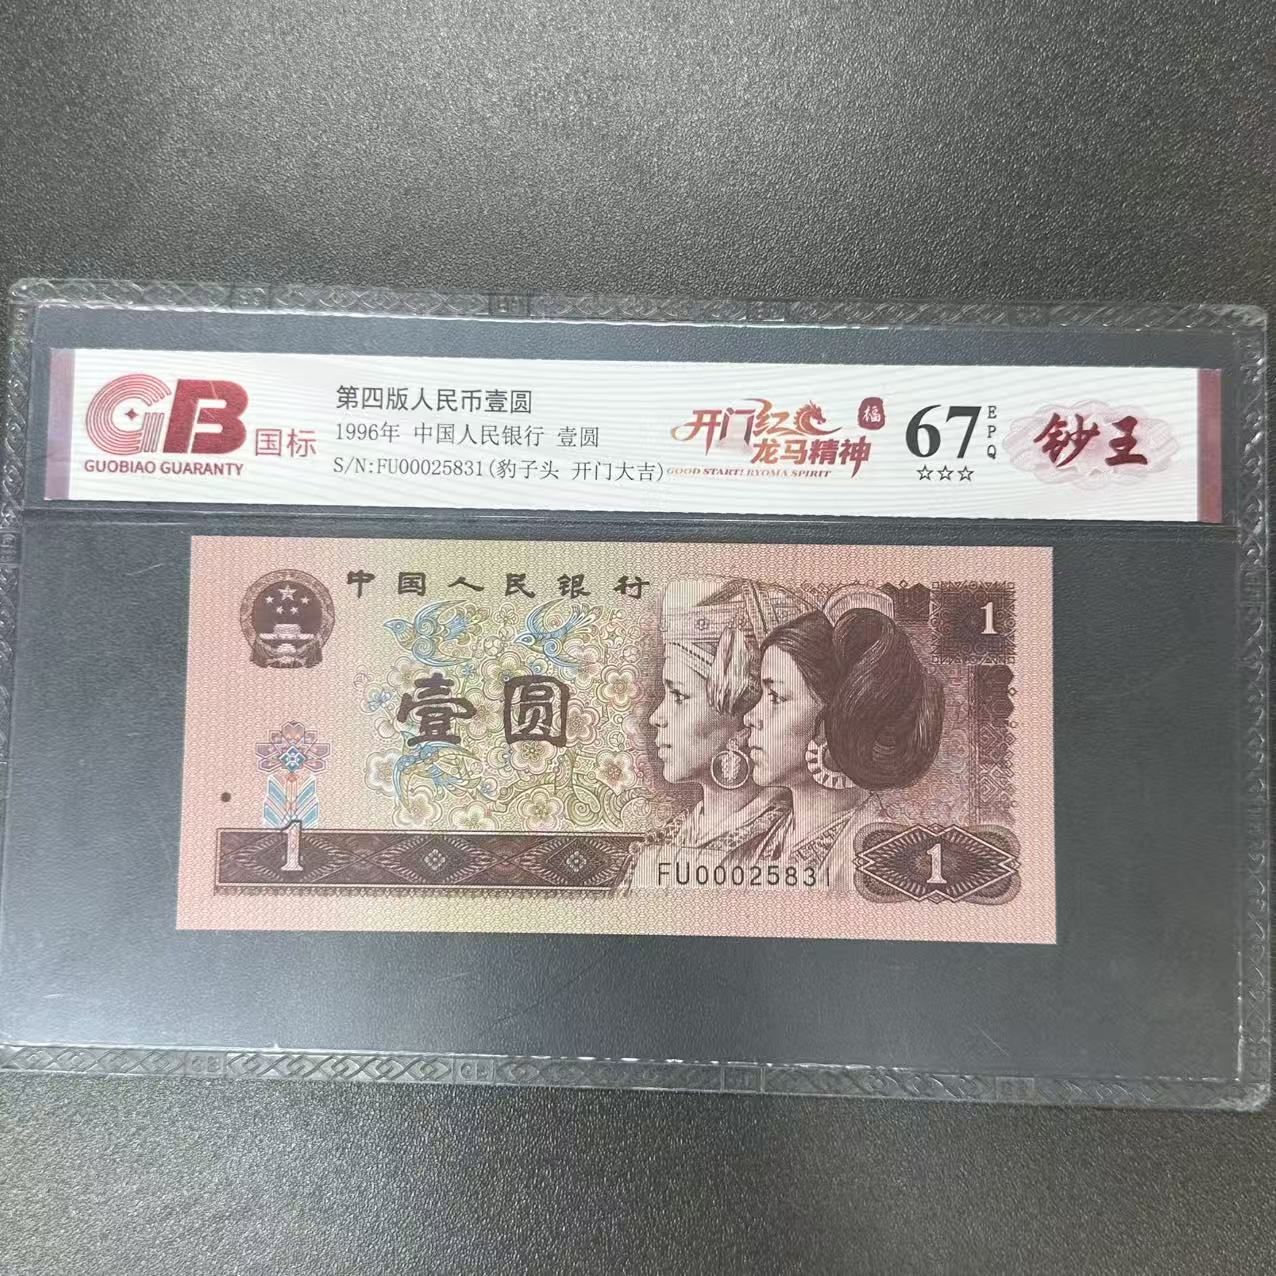 GB 国标
GUOBIAO GUARANTY
第四版人民币壹圆
1996年 中国人民银行 壹圆
S/N:FU00025831(豹子头 开门大吉)
开门红 福
龙马精神
GOOD START! RYOMA SPIRIT
67 EPQ
☆☆☆
钞王
中国人民银行
1
壹圆
1
FU00025831
1